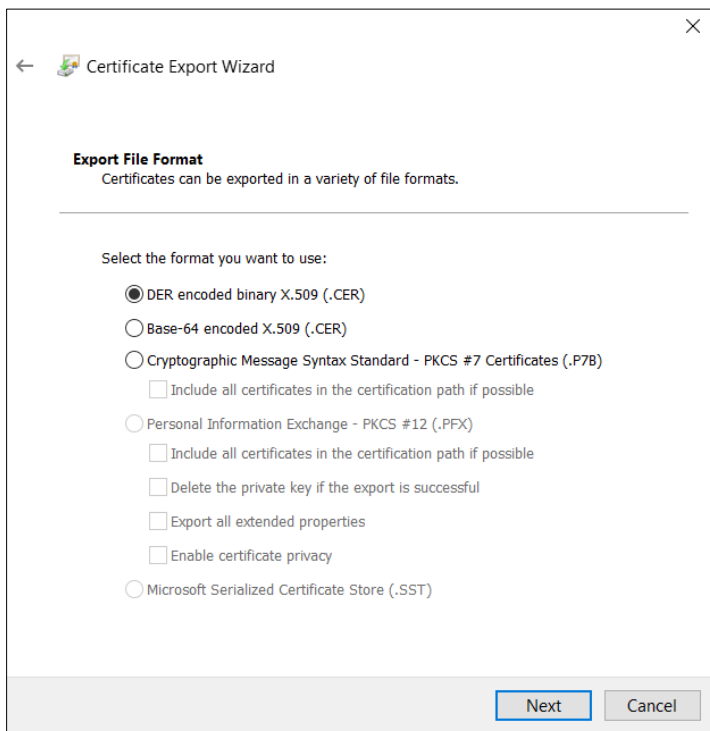 Certificate Export Wizard
Export File Format
Certificates can be exported in a variety of file formats.
Select the format you want to use:
DER encoded binary X.509 (.CER)
Base-64 encoded X.509 (.CER)
Cryptographic Message Syntax Standard - PKCS #7 Certificates (.P7B)
Include all certificates in the certification path if possible
Personal Information Exchange - PKCS #12 (.PFX)
Include all certificates in the certification path if possible
Delete the private key if the export is successful
Export all extended properties
Enable certificate privacy
Microsoft Serialized Certificate Store (.SST)
Next Cancel